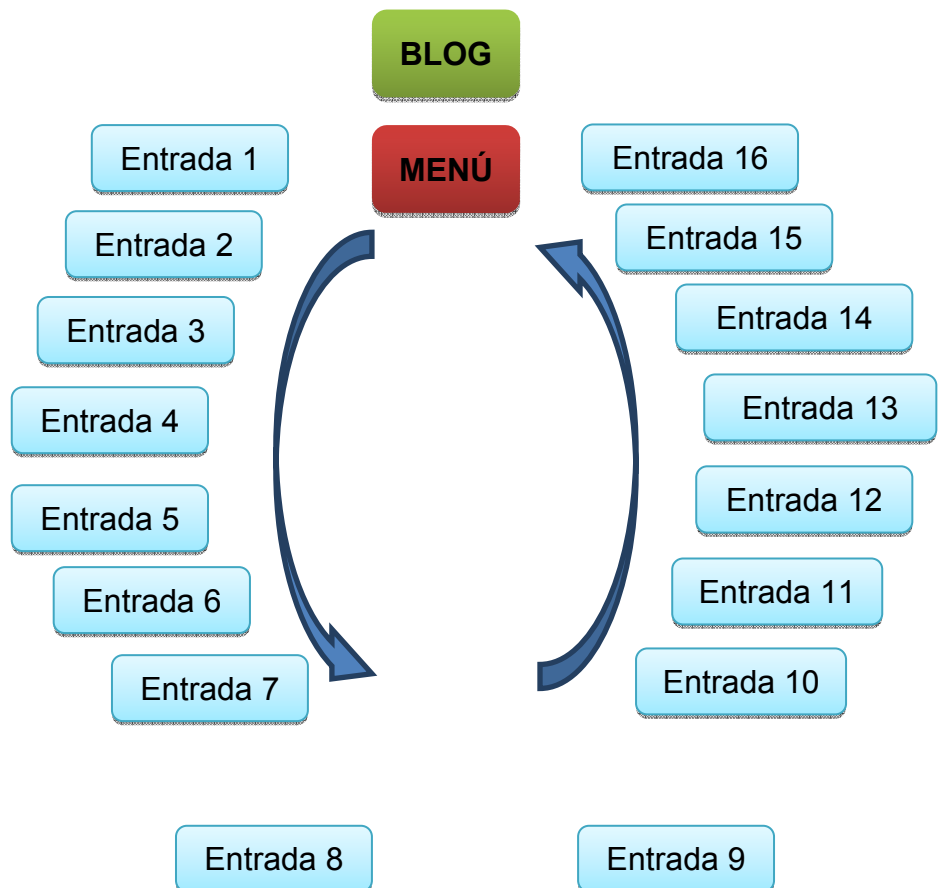 BLOG
MENÚ
Entrada 1
Entrada 2
Entrada 3
Entrada 4
Entrada 5
Entrada 6
Entrada 7
Entrada 8
Entrada 9
Entrada 10
Entrada 11
Entrada 12
Entrada 13
Entrada 14
Entrada 15
Entrada 16